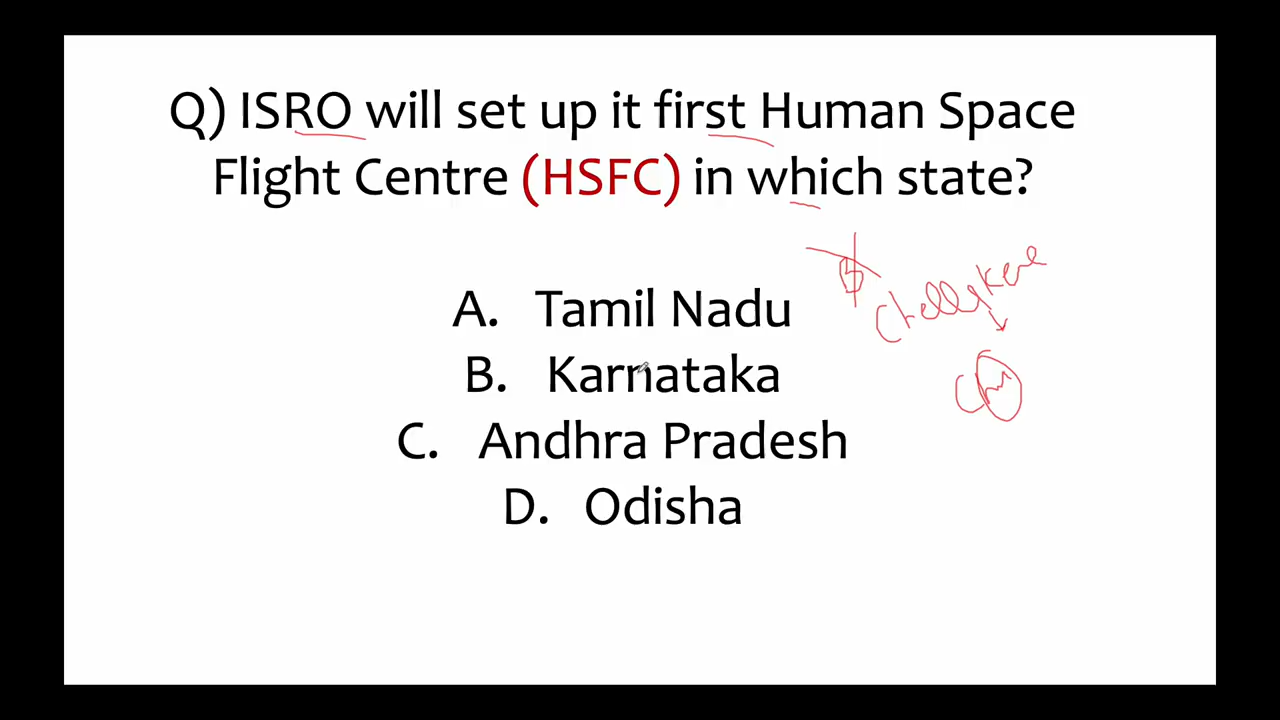 Q) ISRO will set up it first Human Space
Flight Centre (HSFC) in which state?
Challykere
A. Tamil Nadu
B. Karnataka
C. Andhra Pradesh
D. Odisha